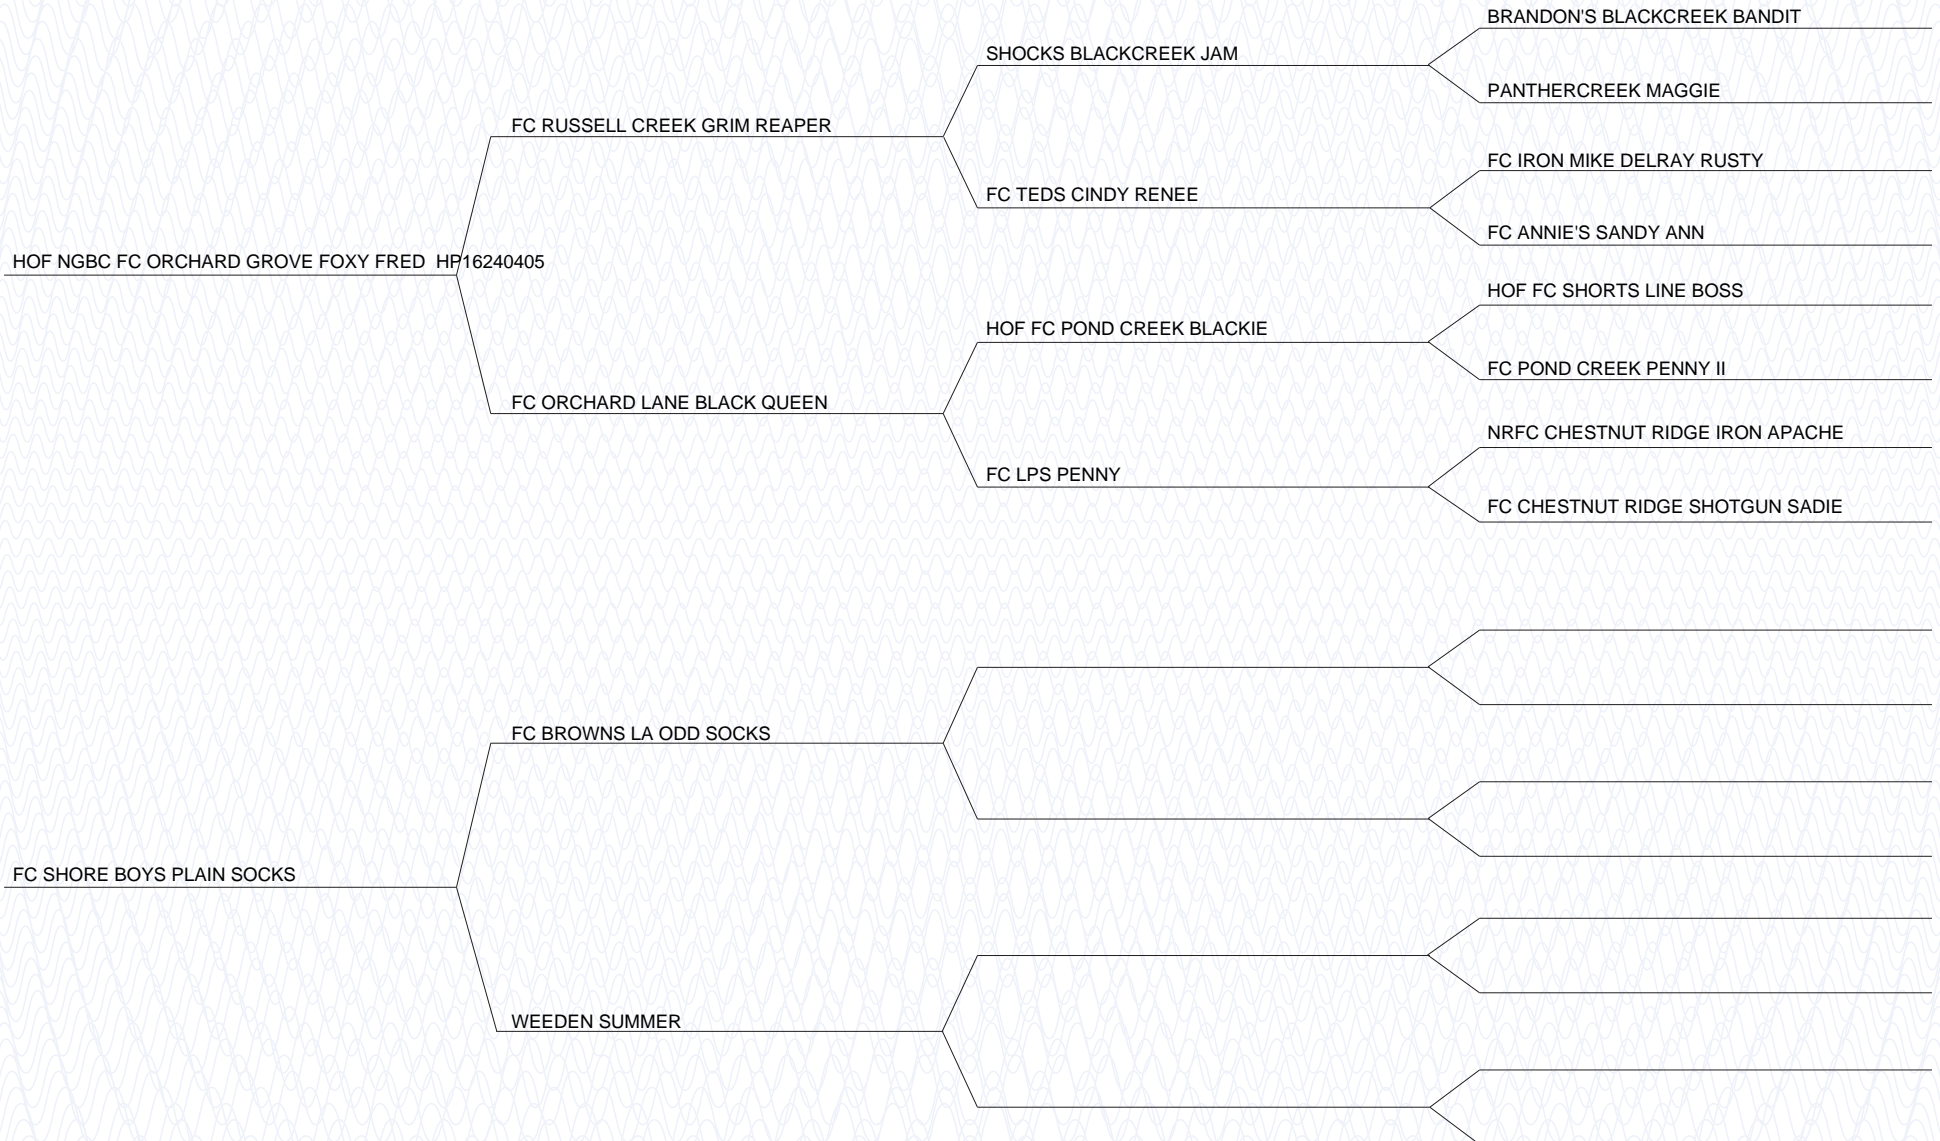 BRANDON'S BLACKCREEK BANDIT
SHOCKS BLACKCREEK JAM
PANTHERCREEK MAGGIE
FC RUSSELL CREEK GRIM REAPER
FC IRON MIKE DELRAY RUSTY
FC TEDS CINDY RENEE
FC ANNIE'S SANDY ANN
HOF NGBC FC ORCHARD GROVE FOXY FRED HP16240405
HOF FC SHORTS LINE BOSS
HOF FC POND CREEK BLACKIE
FC POND CREEK PENNY II
FC ORCHARD LANE BLACK QUEEN
NRFC CHESTNUT RIDGE IRON APACHE
FC LPS PENNY
FC CHESTNUT RIDGE SHOTGUN SADIE
FC BROWNS LA ODD SOCKS
FC SHORE BOYS PLAIN SOCKS
WEEDEN SUMMER